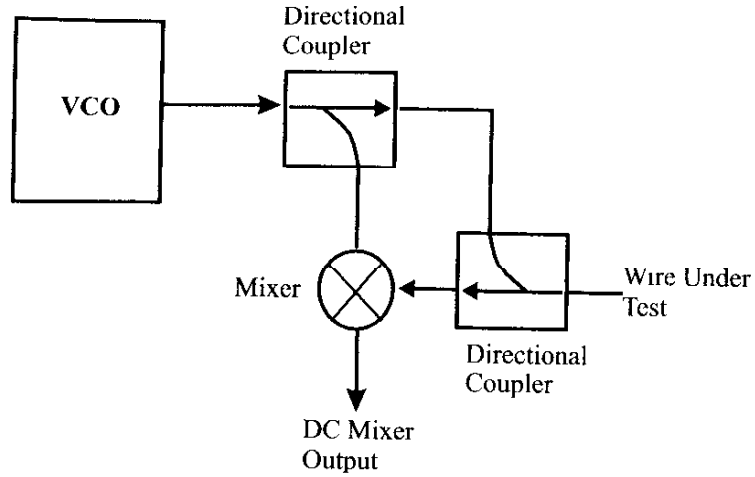 Directional
Coupler
VCO
Mixer
Wire Under
Test
Directional
Coupler
DC Mixer
Output